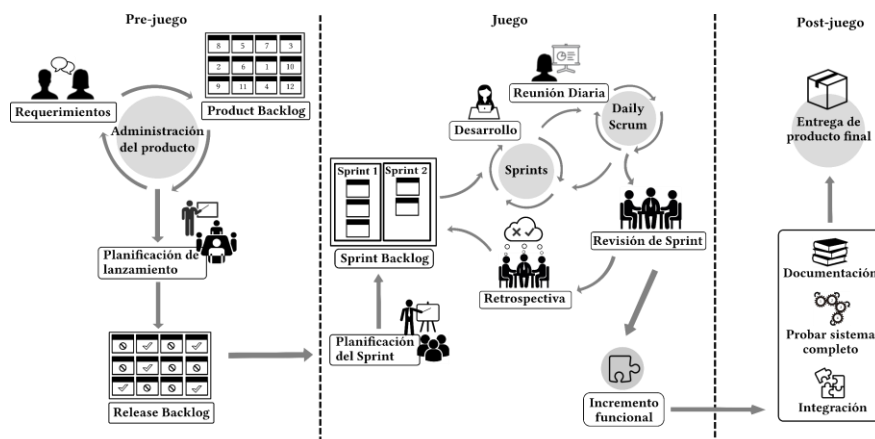 Pre-juego
8 5 7 3
2 6 1 10
9 11 4 12
Requerimientos
Product Backlog
Administración
del producto
Planificación de
lanzamiento
Release Backlog
Juego
Reunión Diaria
Daily
Scrum
Desarrollo
Sprints
Sprint 1
Sprint 2
Sprint Backlog
Revisión de Sprint
Retrospectiva
Planificación
del Sprint
Incremento
funcional
Post-juego
Entrega de
producto final
Documentación
Probar sistema
completo
Integración